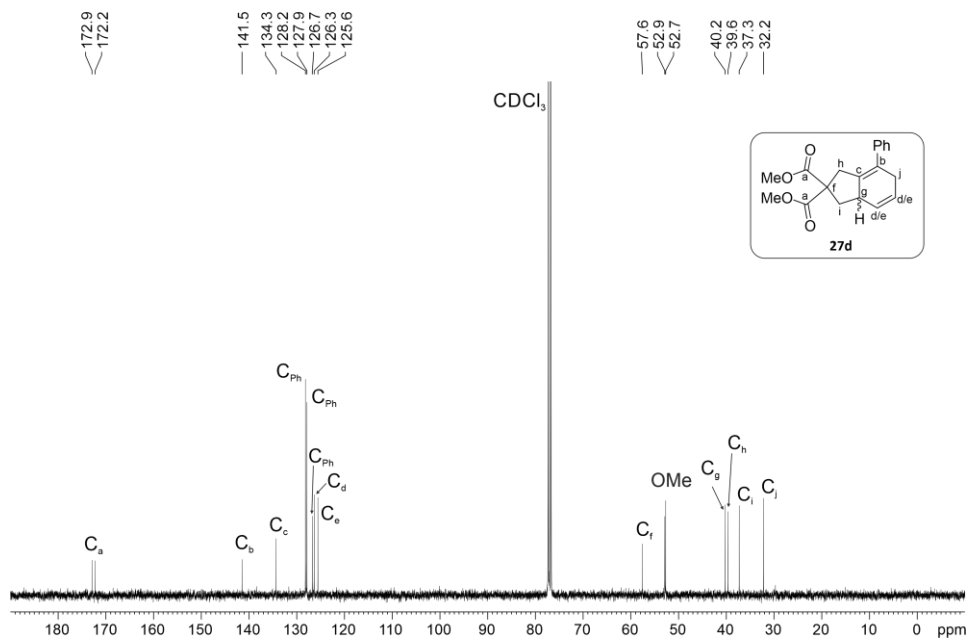 172.9
172.2
141.5
134.3
128.2
127.9
126.7
126.3
125.6
57.6
52.9
52.7
40.2
39.6
37.3
32.2
CDCl3
Ph
O
h
b
MeO
a
c
j
f
g
MeO
a
i
d/e
O
H
d/e
27d
CPh
CPh
CPh
Cd
Ce
Cc
Cb
Ca
OMe
Cf
Cg
Ch
Ci
Cj
180 170 160 150 140 130 120 110 100 90 80 70 60 50 40 30 20 10 0 ppm